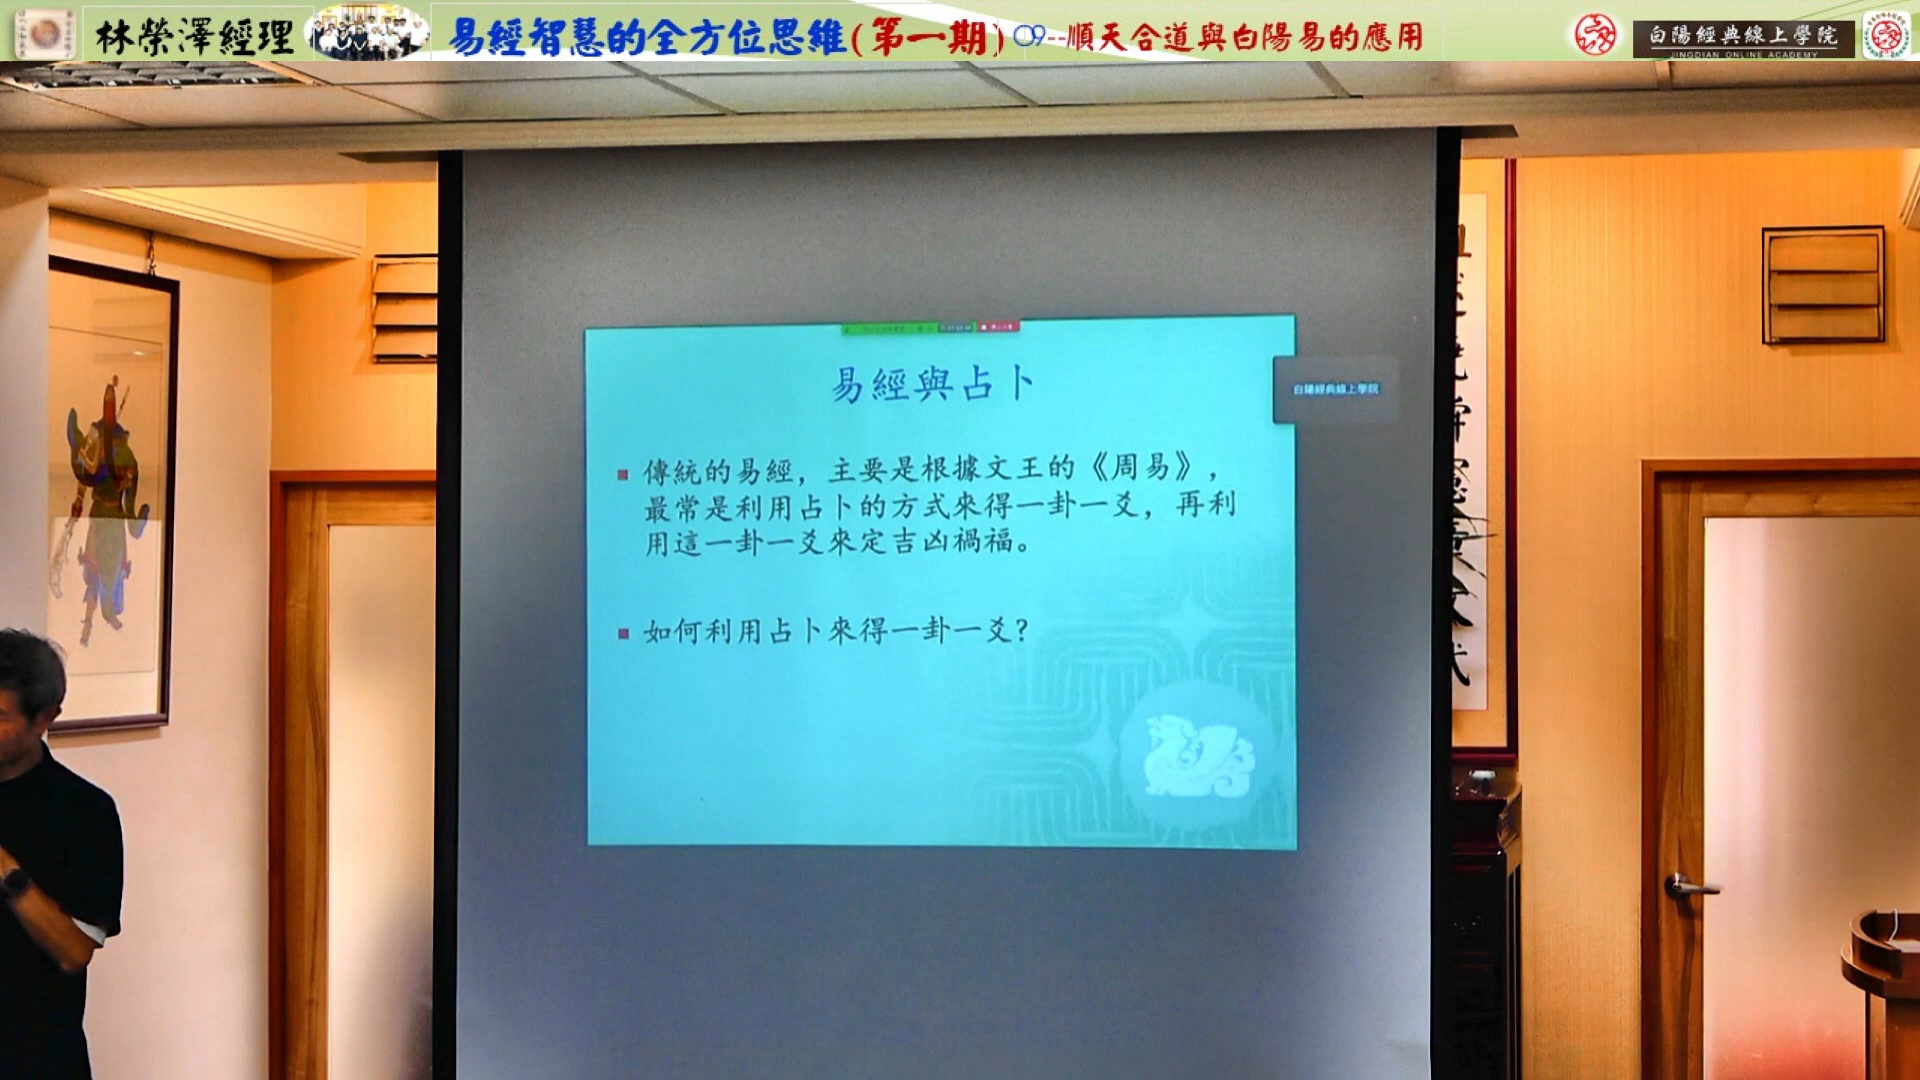 林榮澤經理 易經智慧的全方位思維(第一期) 09--順天合道與白陽易的應用 白陽經典線上學院
JINGDIAN ONLINE ACADEMY
易經與占卜
白陽經典線上學院
傳統的易經，主要是根據文王的《周易》，
最常是利用占卜的方式來得一卦一爻，再利
用這一卦一爻來定吉凶禍福。
如何利用占卜來得一卦一爻？